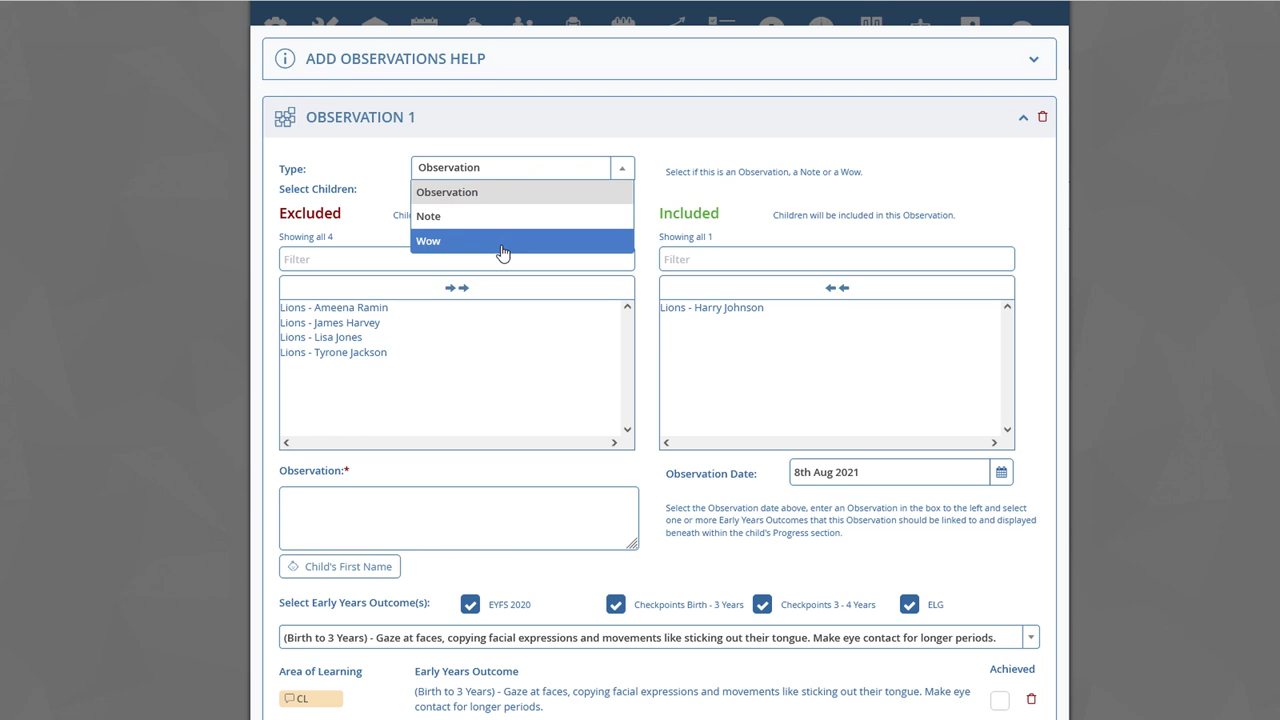 ADD OBSERVATIONS HELP
OBSERVATION 1
Type:
Observation
Select if this is an Observation, a Note or a Wow.
Observation
Note
Wow
Select Children:
Excluded
Included
Children will be included in this Observation.
Showing all 4
Showing all 1
Filter
Filter
Lions - Ameena Ramin
Lions - James Harvey
Lions - Lisa Jones
Lions - Tyrone Jackson
Lions - Harry Johnson
Observation:*
Observation Date:
8th Aug 2021
Select the Observation date above, enter an Observation in the box to the left and select
one or more Early Years Outcomes that this Observation should be linked to and displayed
beneath within the child's Progress section.
Child's First Name
Select Early Years Outcome(s):
EYFS 2020
Checkpoints Birth - 3 Years
Checkpoints 3 - 4 Years
ELG
(Birth to 3 Years) - Gaze at faces, copying facial expressions and movements like sticking out their tongue. Make eye contact for longer periods.
Area of Learning
Early Years Outcome
Achieved
CL
(Birth to 3 Years) - Gaze at faces, copying facial expressions and movements like sticking out their tongue. Make eye
contact for longer periods.